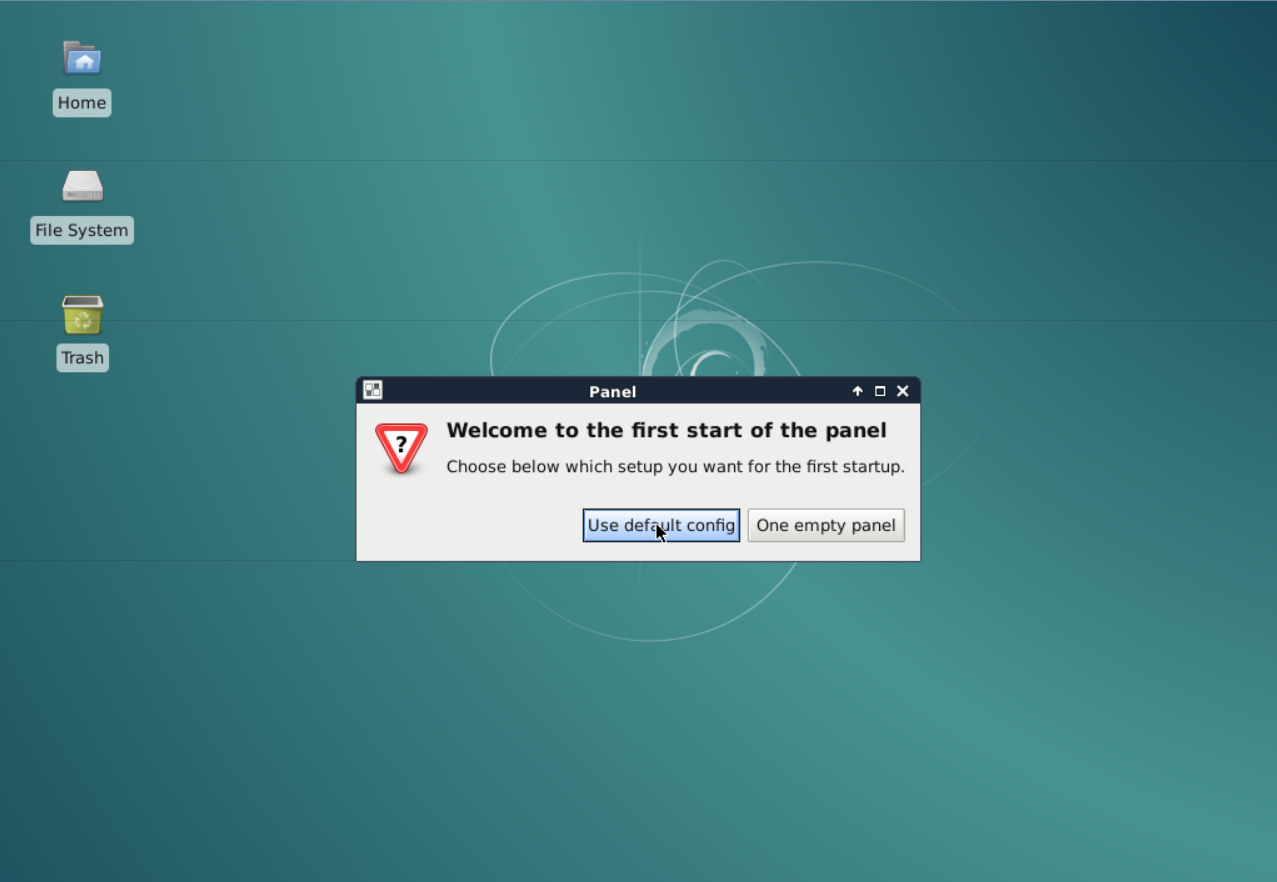 Home
File System
Trash
Panel
Welcome to the first start of the panel
Choose below which setup you want for the first startup.
Use default config
One empty panel